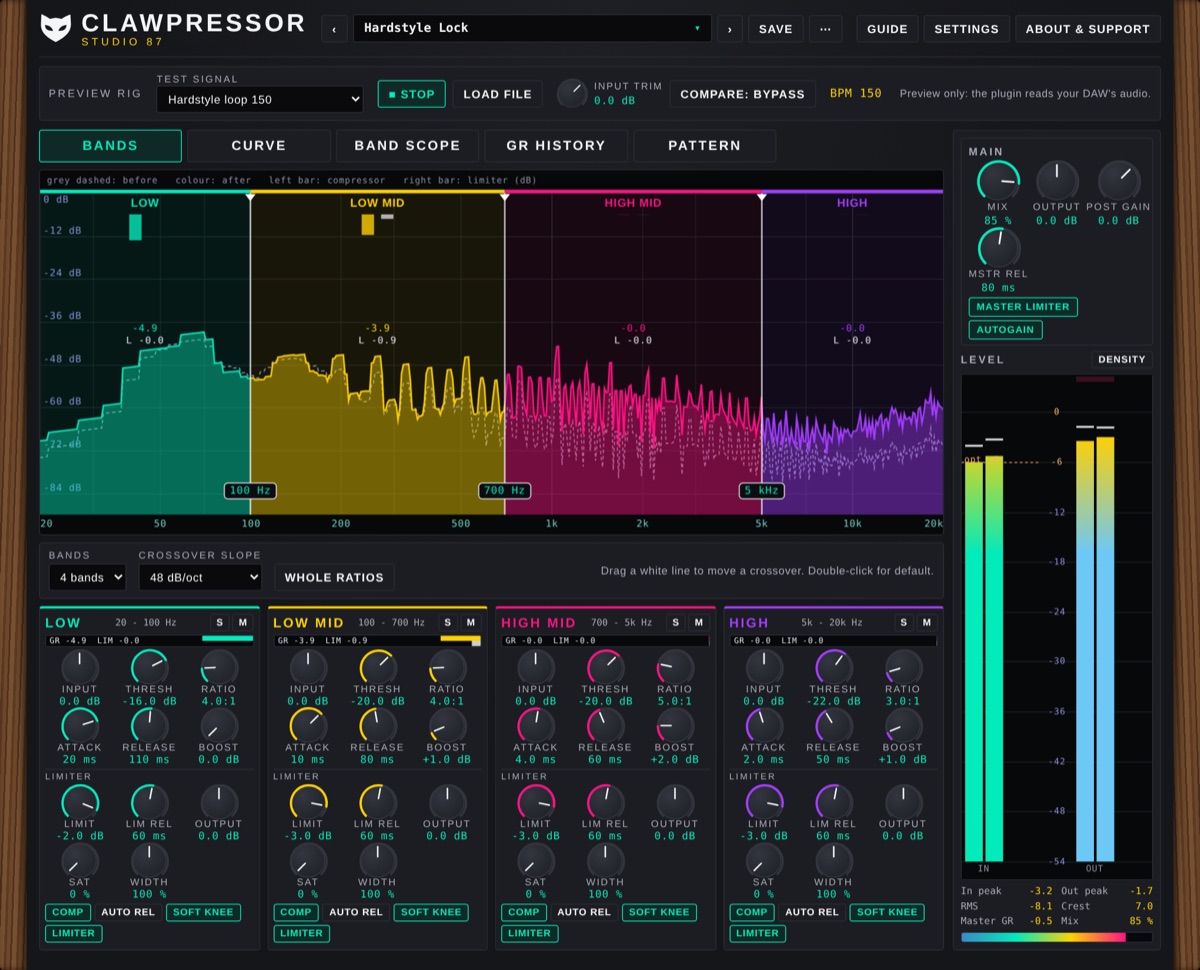 CLAWPRESSOR
STUDIO 87
‹ Hardstyle Lock › SAVE ... GUIDE SETTINGS ABOUT & SUPPORT
PREVIEW RIG
TEST SIGNAL
Hardstyle loop 150
STOP LOAD FILE
INPUT TRIM
0.0 dB
COMPARE: BYPASS BPM 150 Preview only: the plugin reads your DAW's audio.
BANDS CURVE BAND SCOPE GR HISTORY PATTERN
grey dashed: before colour: after left bar: compressor right bar: limiter (dB)
0 dB LOW LOW MID HIGH MID HIGH
-12 dB
-24 dB
-36 dB
-4.9 -3.9 -0.0 -0.0
L -0.0 L -0.9 L -0.0 L -0.0
-48 dB
-60 dB
-72 dB
-84 dB
100 Hz 700 Hz 5 kHz
20 50 100 200 500 1k 2k 5k 10k 20k
BANDS CROSSOVER SLOPE
4 bands 48 dB/oct WHOLE RATIOS Drag a white line to move a crossover. Double-click for default.
LOW 20 - 100 Hz S M
GR -4.9 LIM -0.0
INPUT THRESH RATIO
0.0 dB -16.0 dB 4.0:1
ATTACK RELEASE BOOST
20 ms 110 ms 0.0 dB
LIMITER
LIMIT LIM REL OUTPUT
-2.0 dB 60 ms 0.0 dB
SAT WIDTH
0 % 100 %
COMP AUTO REL SOFT KNEE
LIMITER
LOW MID 100 - 700 Hz S M
GR -3.9 LIM -0.9
INPUT THRESH RATIO
0.0 dB -20.0 dB 4.0:1
ATTACK RELEASE BOOST
10 ms 80 ms +1.0 dB
LIMITER
LIMIT LIM REL OUTPUT
-3.0 dB 60 ms 0.0 dB
SAT WIDTH
0 % 100 %
COMP AUTO REL SOFT KNEE
LIMITER
HIGH MID 700 - 5k Hz S M
GR -0.0 LIM -0.0
INPUT THRESH RATIO
0.0 dB -20.0 dB 5.0:1
ATTACK RELEASE BOOST
4.0 ms 60 ms +2.0 dB
LIMITER
LIMIT LIM REL OUTPUT
-3.0 dB 60 ms 0.0 dB
SAT WIDTH
0 % 100 %
COMP AUTO REL SOFT KNEE
LIMITER
HIGH 5k - 20k Hz S M
GR -0.0 LIM -0.0
INPUT THRESH RATIO
0.0 dB -22.0 dB 3.0:1
ATTACK RELEASE BOOST
2.0 ms 50 ms +1.0 dB
LIMITER
LIMIT LIM REL OUTPUT
-3.0 dB 60 ms 0.0 dB
SAT WIDTH
0 % 100 %
COMP AUTO REL SOFT KNEE
LIMITER
MAIN
MIX OUTPUT POST GAIN
85 % 0.0 dB 0.0 dB
MSTR REL
80 ms
MASTER LIMITER
AUTOGAIN
LEVEL DENSITY
0
opt -6
-12
-18
-24
-30
-36
-42
-48
-54
IN OUT
In peak -3.2 Out peak -1.7
RMS -8.1 Crest 7.0
Master GR -0.5 Mix 85 %